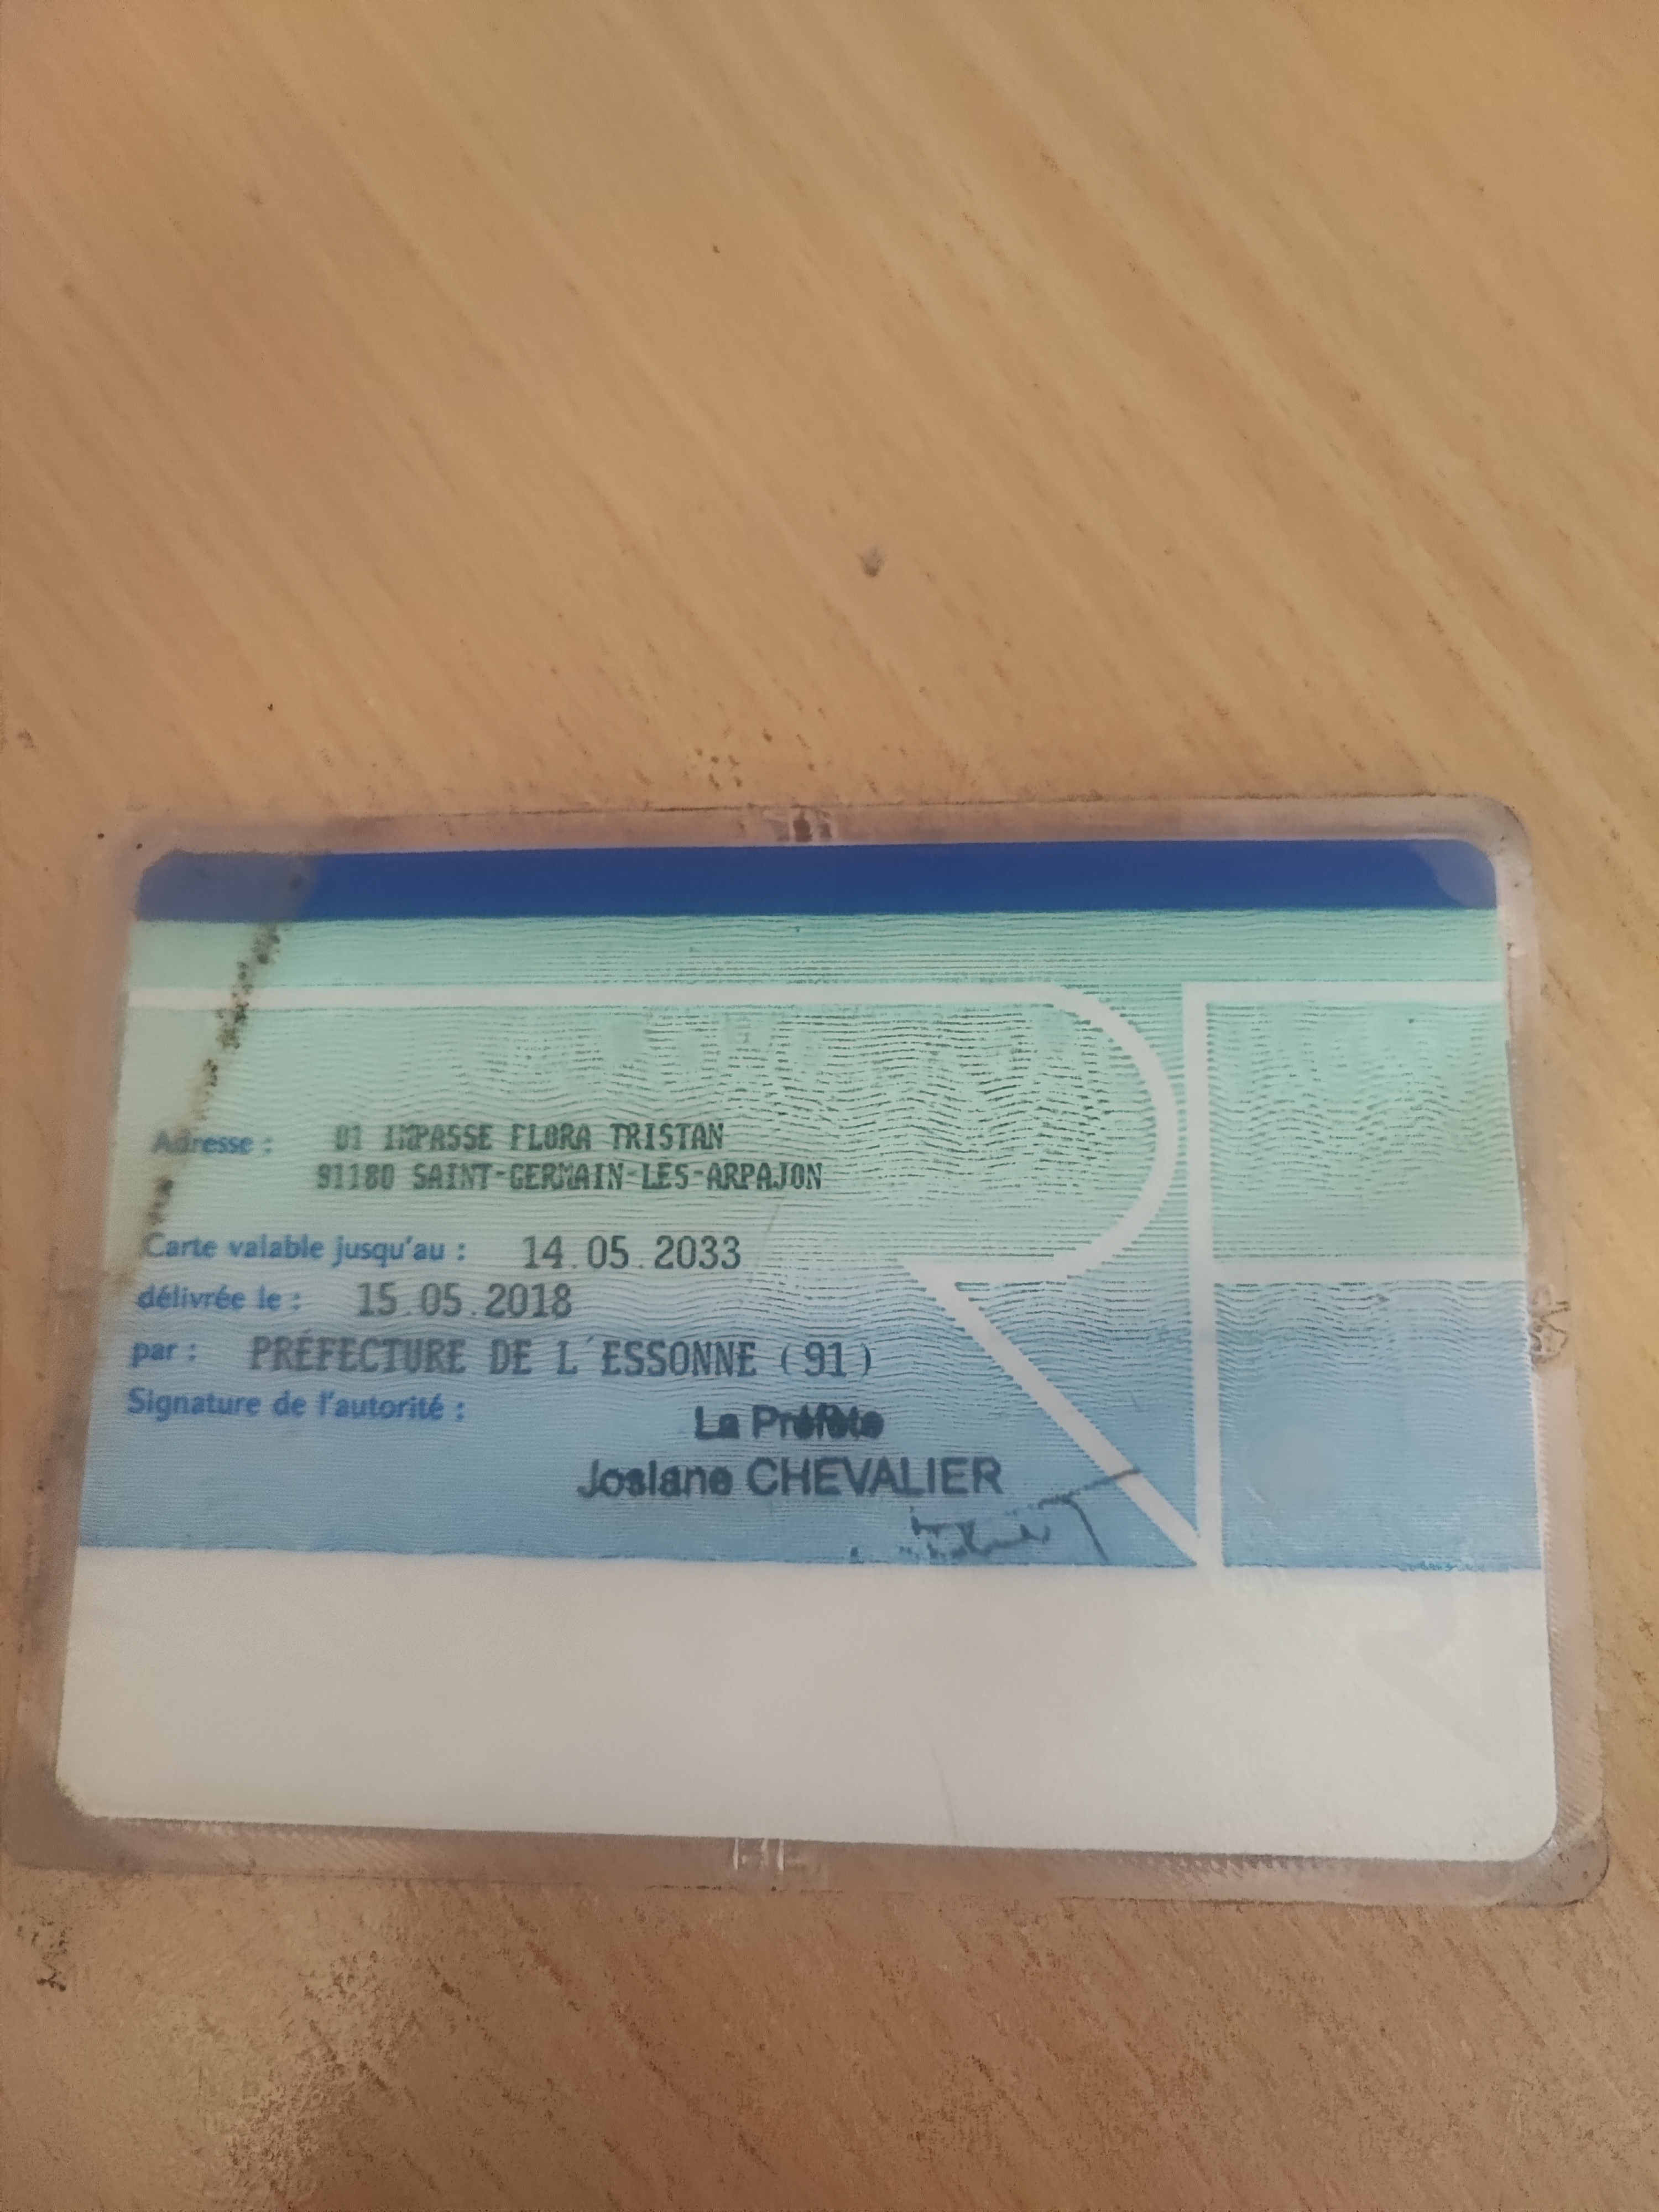 Adresse : 01 IMPASSE FLORA TRISTAN
91180 SAINT-GERMAIN-LES-ARPAJON
Carte valable jusqu'au : 14.05.2033
délivrée le : 15.05.2018
par : PRÉFECTURE DE L'ESSONNE (91)
Signature de l'autorité :
La Préfète
Josiane CHEVALIER